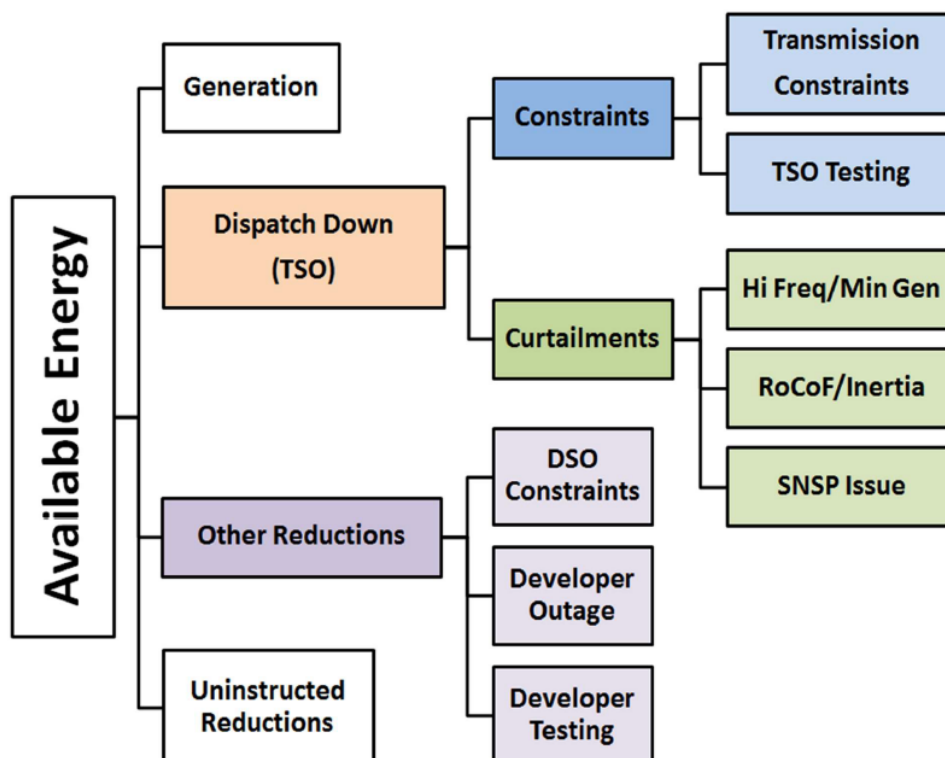 Available Energy
Generation
Dispatch Down
(TSO)
Constraints
Transmission
Constraints
TSO Testing
Curtailments
Hi Freq/Min Gen
RoCoF/Inertia
SNSP Issue
Other Reductions
DSO
Constraints
Developer
Outage
Developer
Testing
Uninstructed
Reductions